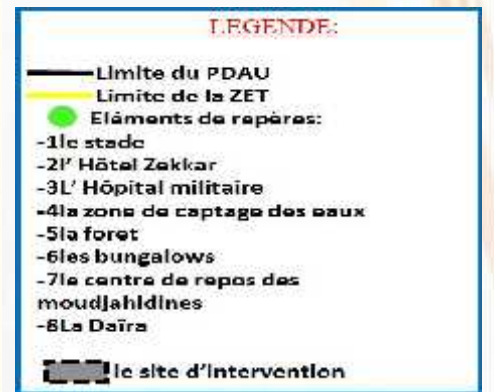 LEGENDE:
Limite du PDAU
Limite de la ZET
Eléments de repères:
-1le stade
-2l' Hôtel Zekkar
-3L' Hôpital militaire
-4la zone de captage des eaux
-5la foret
-6les bungalows
-7le centre de repos des
moudjahidines
-8La Daïra
le site d'intervention